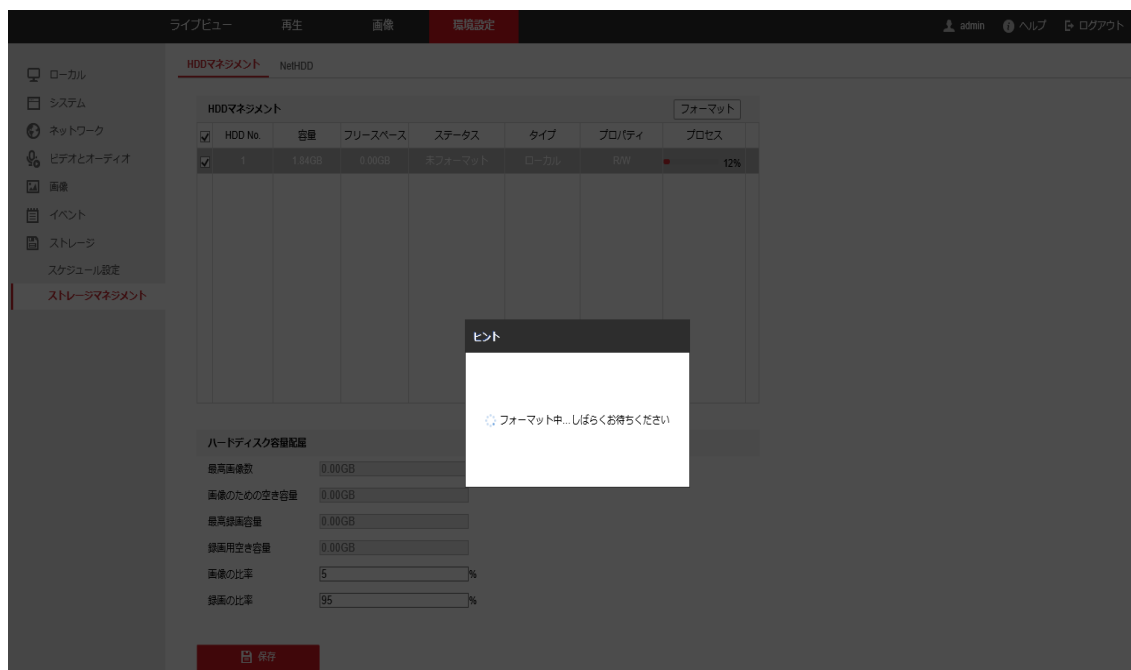 ライブビュー 再生 画像 環境設定 admin ヘルプ ログアウト
HDDマネジメント NetHDD
ローカル
システム
ネットワーク
ビデオとオーディオ
画像
イベント
ストレージ
スケジュール設定
ストレージマネジメント
HDDマネジメント フォーマット
HDD No. 容量 フリースペース ステータス タイプ プロパティ プロセス
1 1.84GB 0.00GB 未フォーマット ローカル R/W 12%
ヒント
フォーマット中...しばらくお待ちください
ハードディスク容量配屋
最高画像数 0.00GB
画像のための空き容量 0.00GB
最高録画容量 0.00GB
録画用空き容量 0.00GB
画像の比率 5 %
録画の比率 95 %
保存